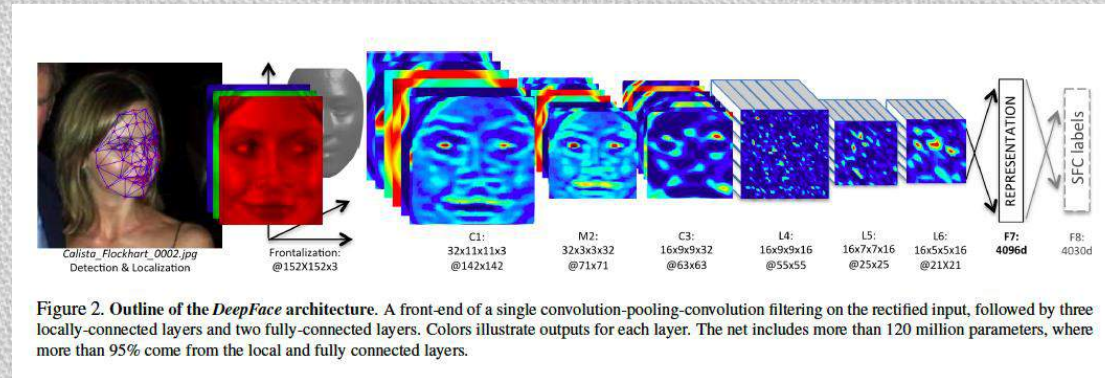 Calista_Flockhart_0002.jpg
Detection & Localization
Frontalization:
@152X152x3
C1:
32x11x11x3
@142x142
M2:
32x3x3x32
@71x71
C3:
16x9x9x32
@63x63
L4:
16x9x9x16
@55x55
L5:
16x7x7x16
@25x25
L6:
16x5x5x16
@21X21
REPRESENTATION
F7:
4096d
SFC labels
F8:
4030d
Figure 2. Outline of the DeepFace architecture. A front-end of a single convolution-pooling-convolution filtering on the rectified input, followed by three
locally-connected layers and two fully-connected layers. Colors illustrate outputs for each layer. The net includes more than 120 million parameters, where
more than 95% come from the local and fully connected layers.